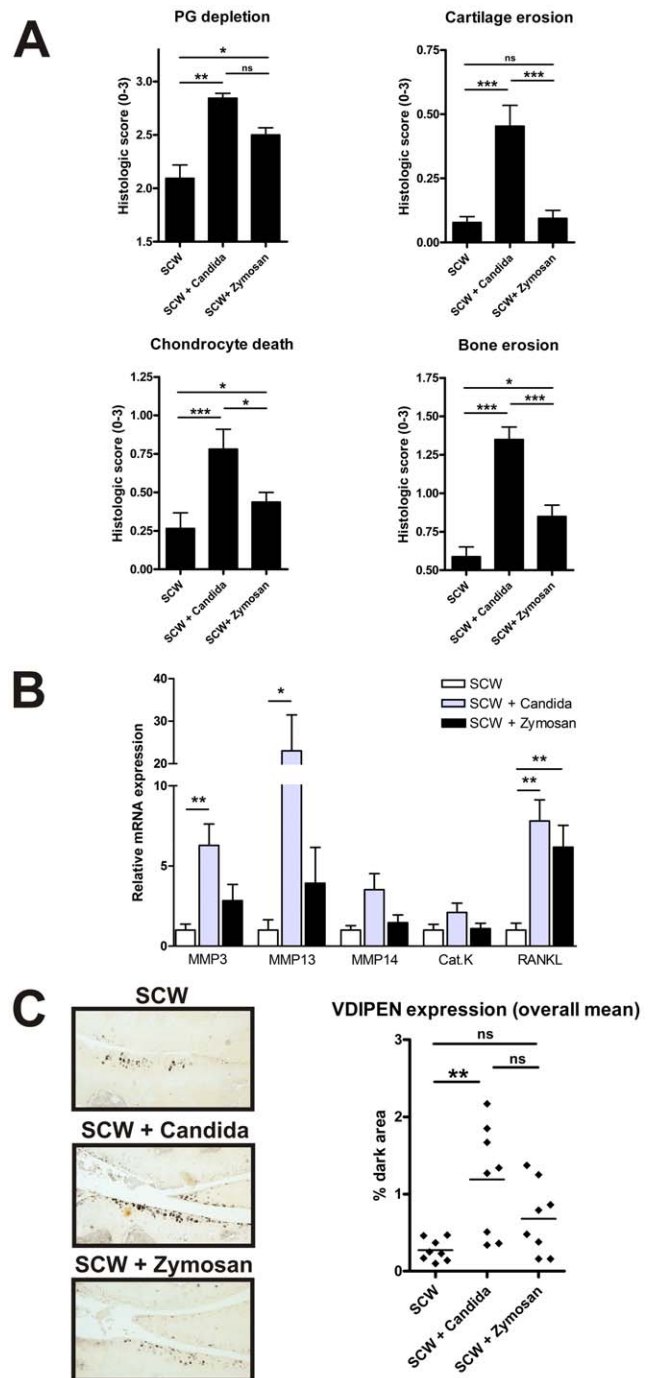 A
PG depletion
Histologic score (0-3)
3.0
2.5
2.0
1.5
*
**
ns
SCW
SCW + Candida
SCW+ Zymosan
Cartilage erosion
Histologic score (0-3)
0.75
0.50
0.25
0.00
ns
***
***
SCW
SCW + Candida
SCW+ Zymosan
Chondrocyte death
Histologic score (0-3)
1.25
1.00
0.75
0.50
0.25
0.00
*
***
*
SCW
SCW + Candida
SCW+ Zymosan
Bone erosion
Histologic score (0-3)
1.75
1.50
1.25
1.00
0.75
0.50
*
***
***
SCW
SCW + Candida
SCW+ Zymosan
B
Relative mRNA expression
40
30
20
10
5
0
SCW
SCW + Candida
SCW + Zymosan
**
*
**
**
MMP3
MMP13
MMP14
Cat.K
RANKL
C
SCW
SCW + Candida
SCW + Zymosan
VDIPEN expression (overall mean)
% dark area
3
2
1
0
ns
**
ns
SCW
SCW + Candida
SCW + Zymosan